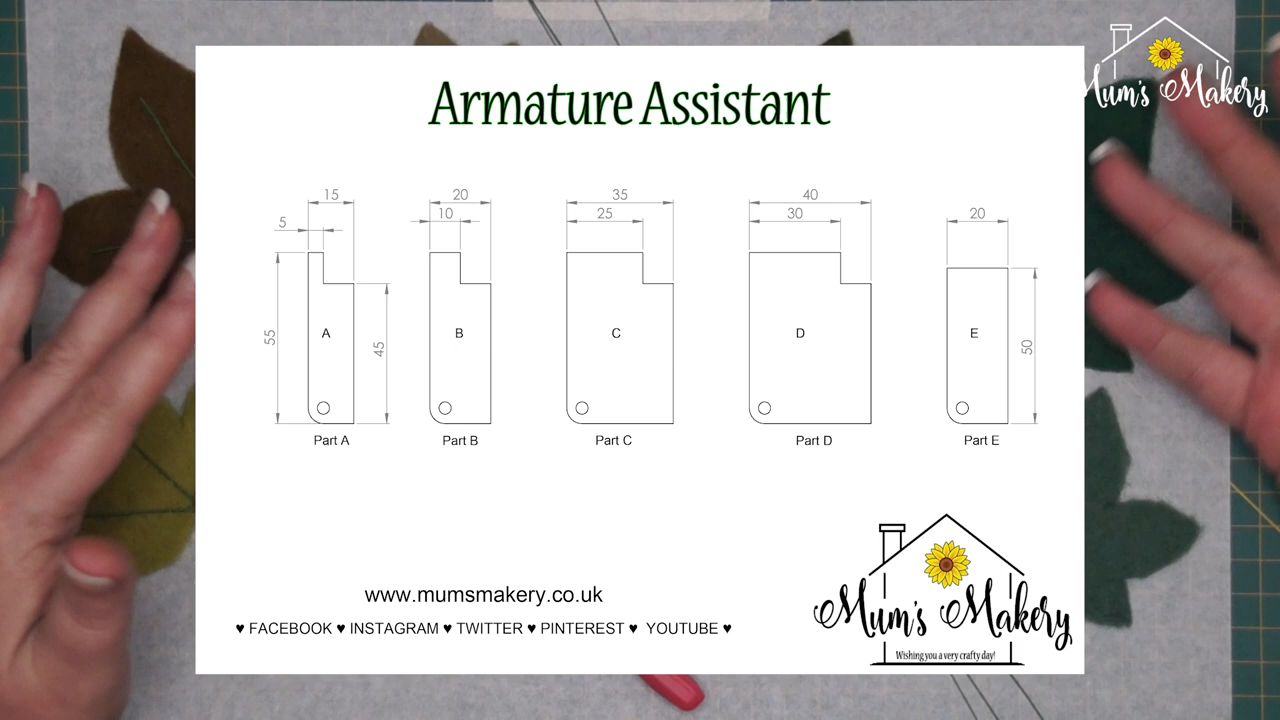 Armature Assistant
Mum's Makery
15
20
35
40
5
10
25
30
20
55
A
45
B
C
D
E
50
Part A
Part B
Part C
Part D
Part E
www.mumsmakery.co.uk
♥ FACEBOOK ♥ INSTAGRAM ♥ TWITTER ♥ PINTEREST ♥ YOUTUBE ♥
Mum's Makery
Wishing you a very crafty day!